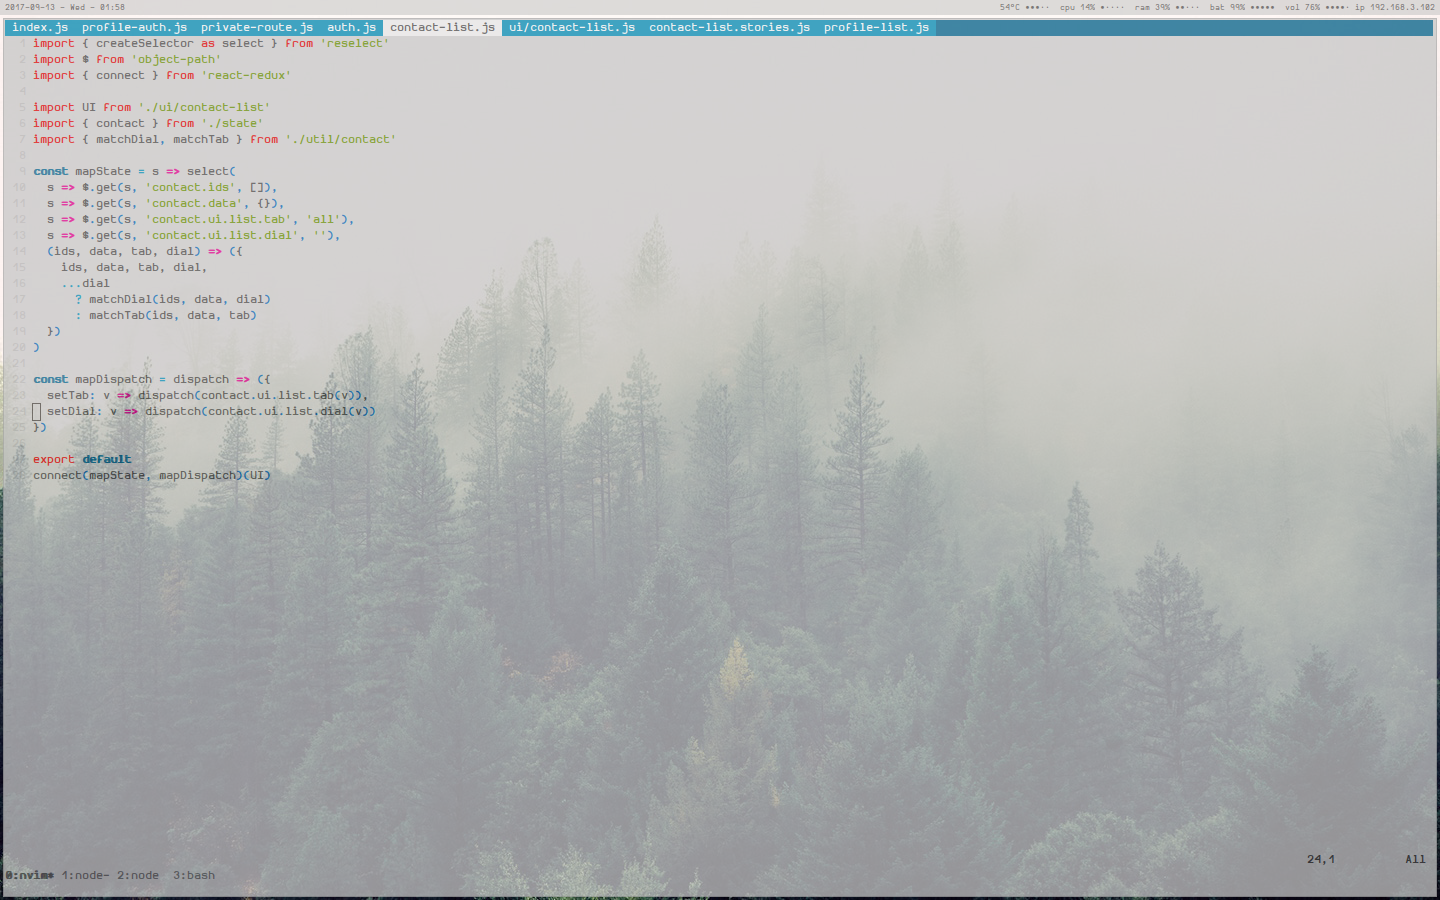 2017-09-13 - Wed - 01:58 54°C ●●●·· cpu 14% ●···· ram 39% ●●··· bat 99% ●●●●● vol 76% ●●●●· ip 192.168.3.102
index.js profile-auth.js private-route.js auth.js contact-list.js ui/contact-list.js contact-list.stories.js profile-list.js
1 import { createSelector as select } from 'reselect'
2 import $ from 'object-path'
3 import { connect } from 'react-redux'
4
5 import UI from './ui/contact-list'
6 import { contact } from './state'
7 import { matchDial, matchTab } from './util/contact'
8
9 const mapState = s => select(
10   s => $.get(s, 'contact.ids', []),
11   s => $.get(s, 'contact.data', {}),
12   s => $.get(s, 'contact.ui.list.tab', 'all'),
13   s => $.get(s, 'contact.ui.list.dial', ''),
14   (ids, data, tab, dial) => ({
15     ids, data, tab, dial,
16     ...dial
17       ? matchDial(ids, data, dial)
18       : matchTab(ids, data, tab)
19   })
20 )
21
22 const mapDispatch = dispatch => ({
23   setTab: v => dispatch(contact.ui.list.tab(v)),
24   setDial: v => dispatch(contact.ui.list.dial(v))
25 })
26
27 export default
28 connect(mapState, mapDispatch)(UI)
24,1 All
0:nvim* 1:node- 2:node 3:bash